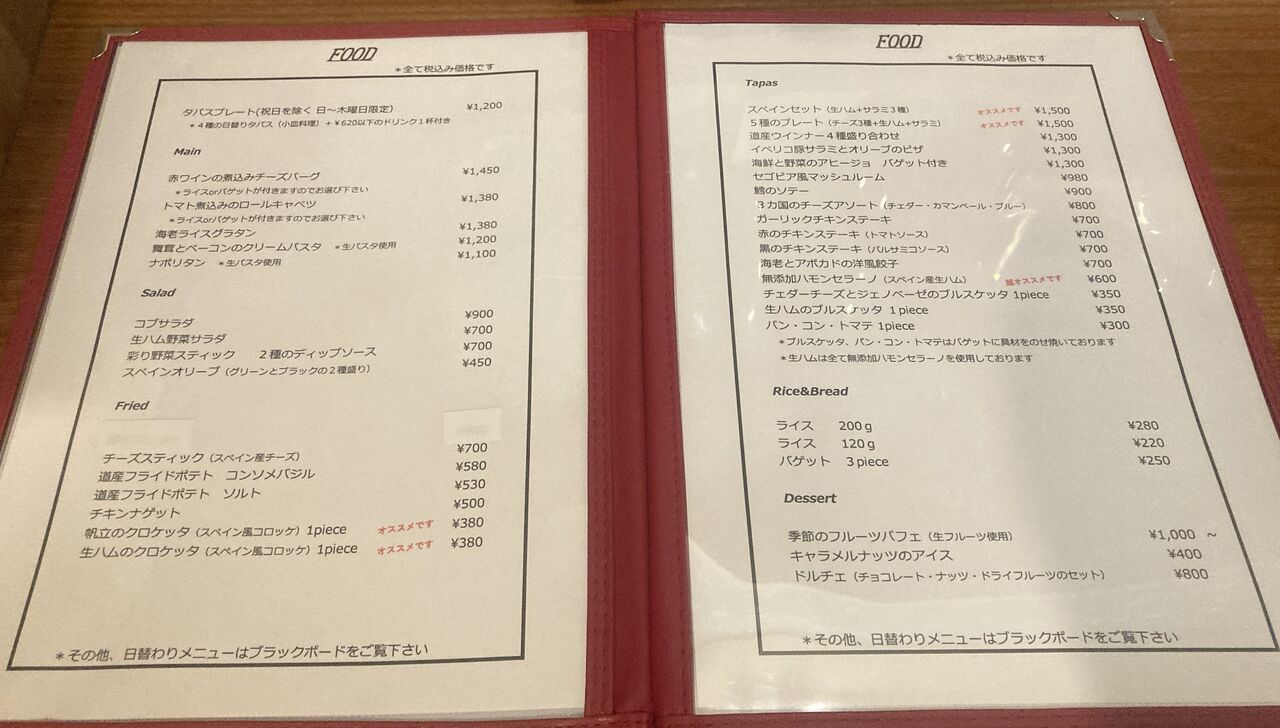 FOOD
＊全て税込み価格です
タパスプレート(祝日を除く 日～木曜日限定) ¥1,200
＊４種の日替りタパス（小皿料理）＋￥620以下のドリンク１杯付き
Main
赤ワインの煮込みチーズバーグ ¥1,450
＊ライスorバゲットが付きますのでお選び下さい
トマト煮込みのロールキャベツ ¥1,380
＊ライスorバゲットが付きますのでお選び下さい
海老ライスグラタン ¥1,380
舞茸とベーコンのクリームパスタ ＊生パスタ使用 ¥1,200
ナポリタン ＊生パスタ使用 ¥1,100
Salad
コブサラダ ¥900
生ハム野菜サラダ ¥700
彩り野菜スティック　２種のディップソース ¥700
スペインオリーブ（グリーンとブラックの２種盛り） ¥450
Fried
チーズスティック（スペイン産チーズ） ¥700
道産フライドポテト　コンソメバジル ¥580
道産フライドポテト　ソルト ¥530
チキンナゲット ¥500
帆立のクロケッタ（スペイン風コロッケ）1piece オススメです ¥380
生ハムのクロケッタ（スペイン風コロッケ）1piece オススメです ¥380
＊その他、日替わりメニューはブラックボードをご覧下さい
FOOD
＊全て税込み価格です
Tapas
スペインセット（生ハム+サラミ３種） オススメです ¥1,500
５種のプレート（チーズ3種+生ハム+サラミ） オススメです ¥1,500
道産ウインナー４種盛り合わせ ¥1,300
イベリコ豚サラミとオリーブのピザ ¥1,300
海鮮と野菜のアヒージョ　バゲット付き ¥1,300
セゴビア風マッシュルーム ¥980
鱈のソテー ¥900
３カ国のチーズアソート（チェダー・カマンベール・ブルー） ¥800
ガーリックチキンステーキ ¥700
赤のチキンステーキ（トマトソース） ¥700
黒のチキンステーキ（バルサミコソース） ¥700
海老とアボカドの洋風餃子 ¥700
無添加ハモンセラーノ（スペイン産生ハム） 超オススメです ¥600
チェダーチーズとジェノベーゼのブルスケッタ 1piece ¥350
生ハムのブルスケッタ １piece ¥350
パン・コン・トマテ 1piece ¥300
＊ブルスケッタ、パン・コン・トマテはバゲットに具材をのせ焼いております
＊生ハムは全て無添加ハモンセラーノを使用しております
Rice&Bread
ライス　200ｇ ¥280
ライス　120ｇ ¥220
バゲット　３piece ¥250
Dessert
季節のフルーツパフェ（生フルーツ使用） ¥1,000 ～
キャラメルナッツのアイス ¥400
ドルチェ（チョコレート・ナッツ・ドライフルーツのセット） ¥800
＊その他、日替わりメニューはブラックボードをご覧下さい